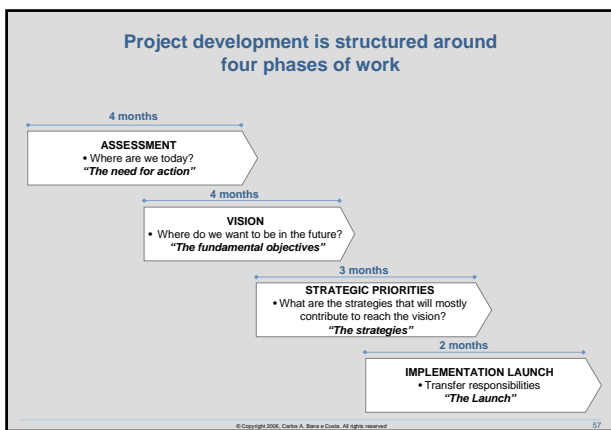 Project development is structured around
four phases of work
4 months
ASSESSMENT
• Where are we today?
“The need for action”
4 months
VISION
• Where do we want to be in the future?
“The fundamental objectives”
3 months
STRATEGIC PRIORITIES
• What are the strategies that will mostly
contribute to reach the vision?
“The strategies”
2 months
IMPLEMENTATION LAUNCH
• Transfer responsibilities
“The Launch”
© Copyright 2006, Carlos A. Bana e Costa. All rights reserved
57